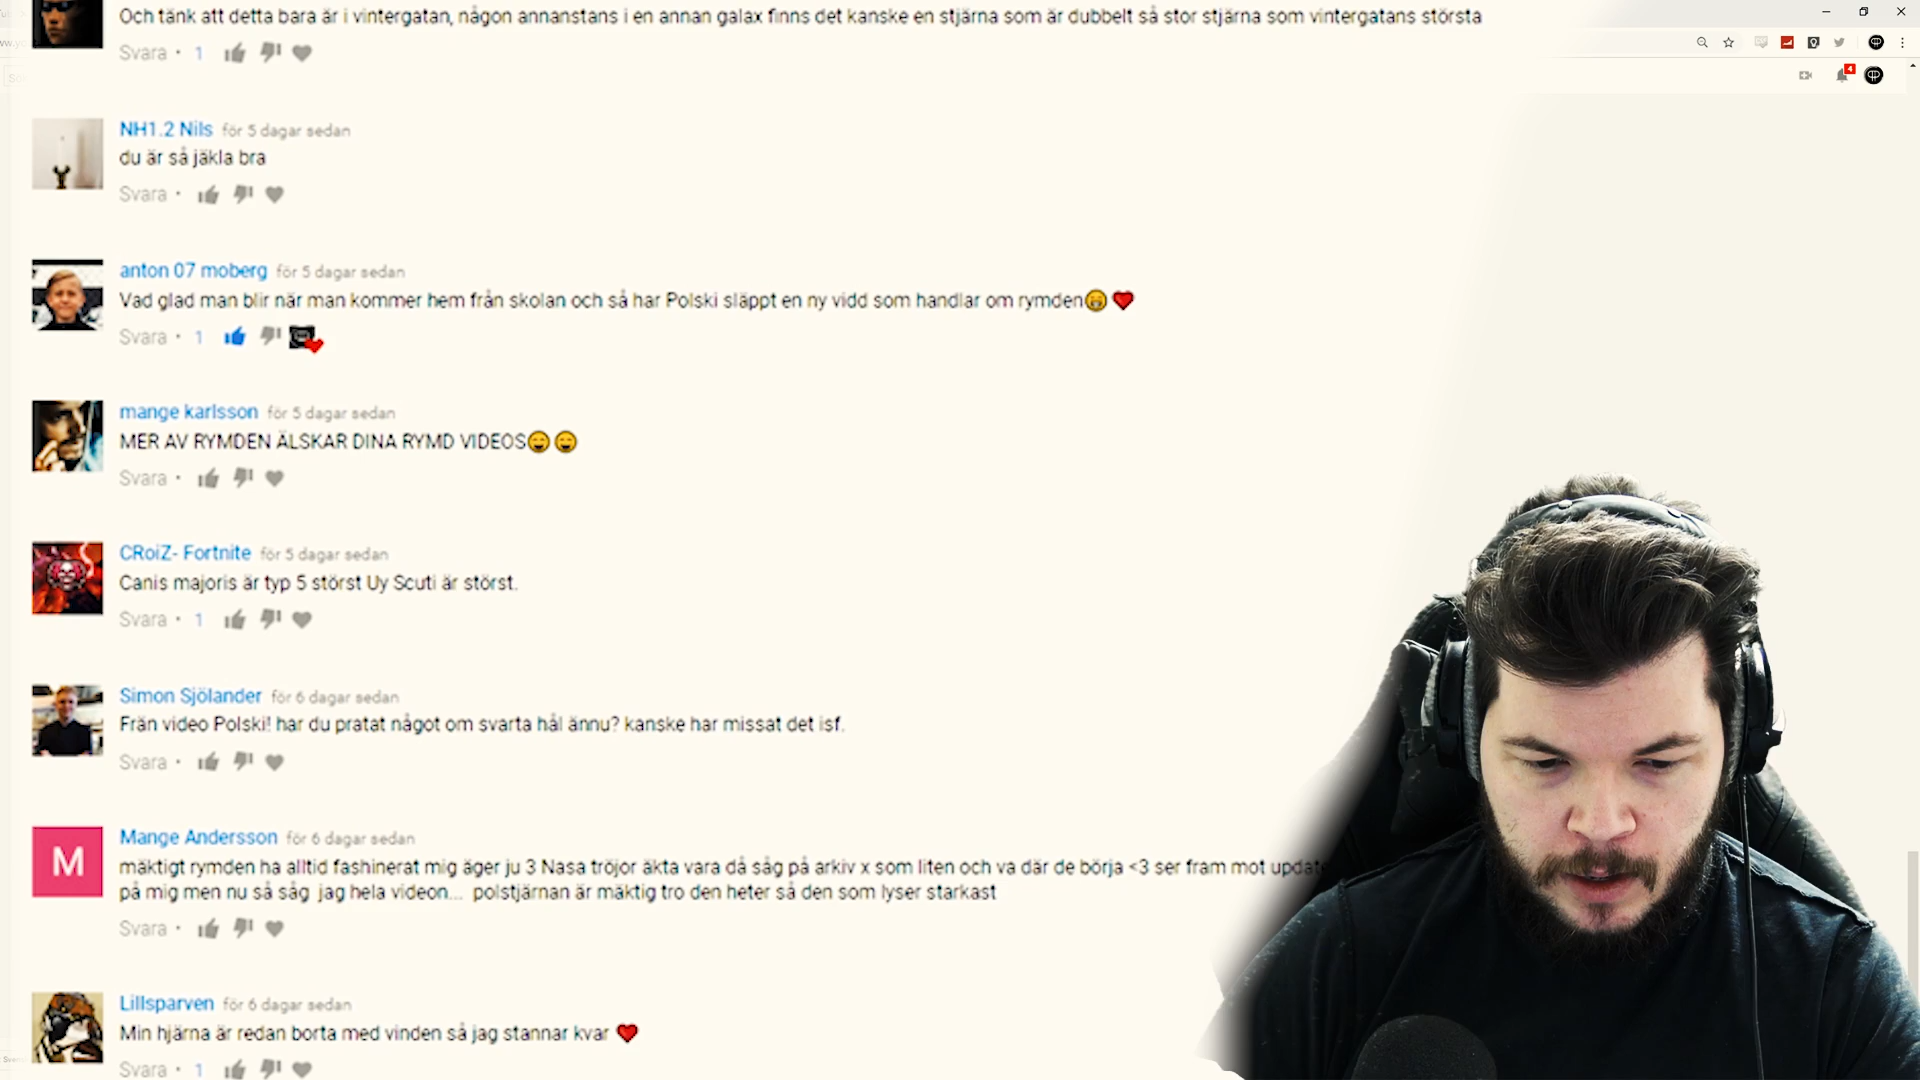 Och tänk att detta bara är i vintergatan, någon annanstans i en annan galax finns det kanske en stjärna som är dubbelt så stor stjärna som vintergatans största
Svara · 1
4
NH1.2 Nils för 5 dagar sedan
du är så jäkla bra
Svara ·
anton 07 moberg för 5 dagar sedan
Vad glad man blir när man kommer hem från skolan och så har Polski släppt en ny vidd som handlar om rymden😄❤
Svara · 1
mange karlsson för 5 dagar sedan
MER AV RYMDEN ÄLSKAR DINA RYMD VIDEOS😄😄
Svara ·
CRoiZ- Fortnite för 5 dagar sedan
Canis majoris är typ 5 störst Uy Scuti är störst.
Svara · 1
Simon Sjölander för 6 dagar sedan
Från video Polski! har du pratat något om svarta hål ännu? kanske har missat det isf.
Svara ·
M
Mange Andersson för 6 dagar sedan
mäktigt rymden ha alltid fashinerat mig äger ju 3 Nasa tröjor äkta vara då såg på arkiv x som liten och va där de börja <3 ser fram mot update
på mig men nu så såg jag hela videon... polstjärnan är mäktig tro den heter så den som lyser starkast
Svara ·
Lillsparven för 6 dagar sedan
Min hjärna är redan borta med vinden så jag stannar kvar ❤
Svara · 1